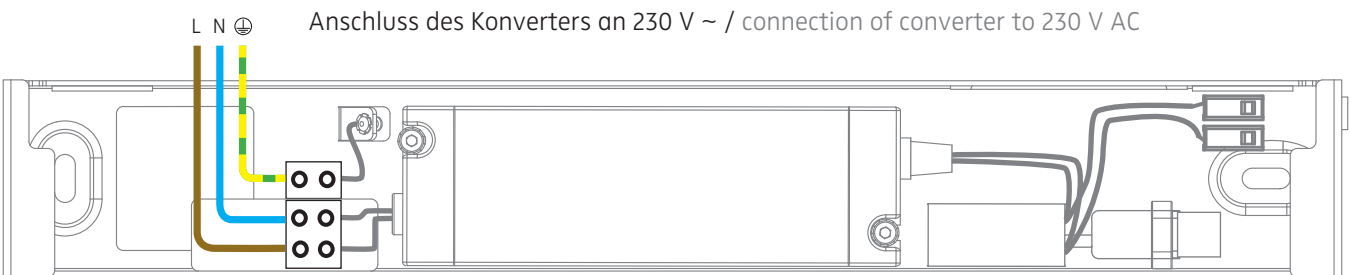 Anschluss des Konverters an 230 V ~ / connection of converter to 230 V AC
L N ⏚